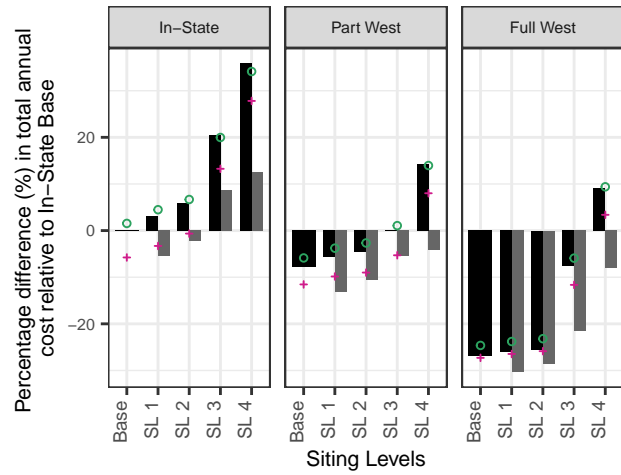 In−State Part West Full West
Percentage difference (%) in total annual
cost relative to In−State Base
20
0
−20
Base SL 1 SL 2 SL 3 SL 4 Base SL 1 SL 2 SL 3 SL 4 Base SL 1 SL 2 SL 3 SL 4
Siting Levels